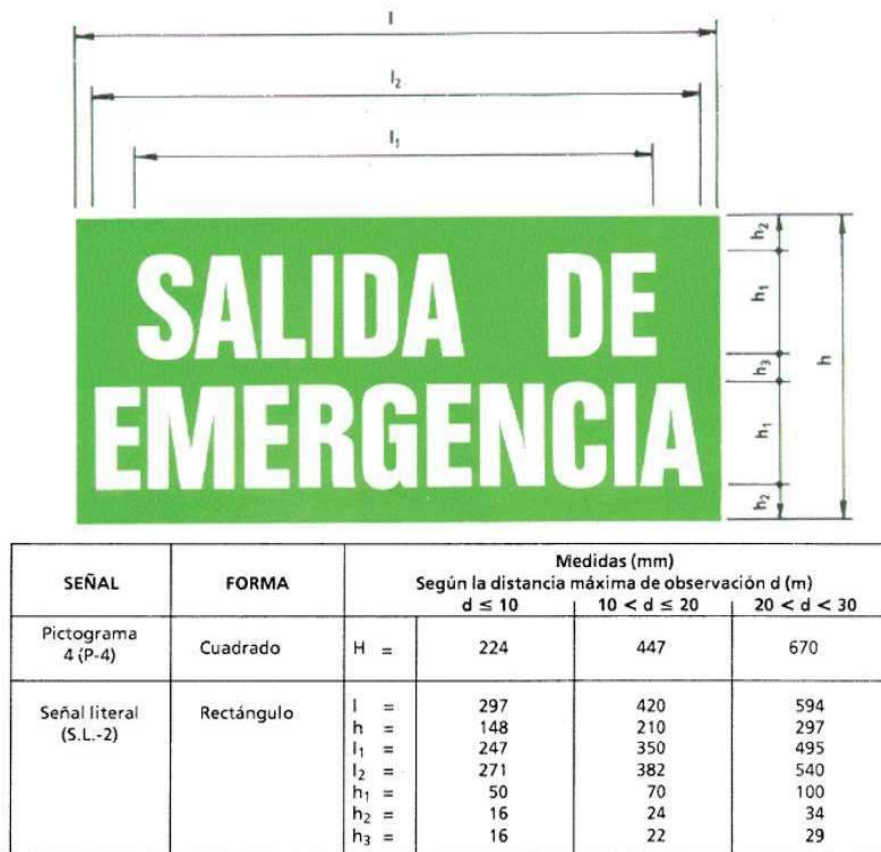 l
l₂
l₁
SALIDA DE
EMERGENCIA
h₂
h₁
h₃
h₁
h₂
h
SEÑAL FORMA Medidas (mm)
Según la distancia máxima de observación d (m)
d ≤ 10 10 < d ≤ 20 20 < d < 30
Pictograma
4 (P-4) Cuadrado H = 224 447 670
Señal literal
(S.L.-2) Rectángulo l = 297 420 594
h = 148 210 297
l₁ = 247 350 495
l₂ = 271 382 540
h₁ = 50 70 100
h₂ = 16 24 34
h₃ = 16 22 29